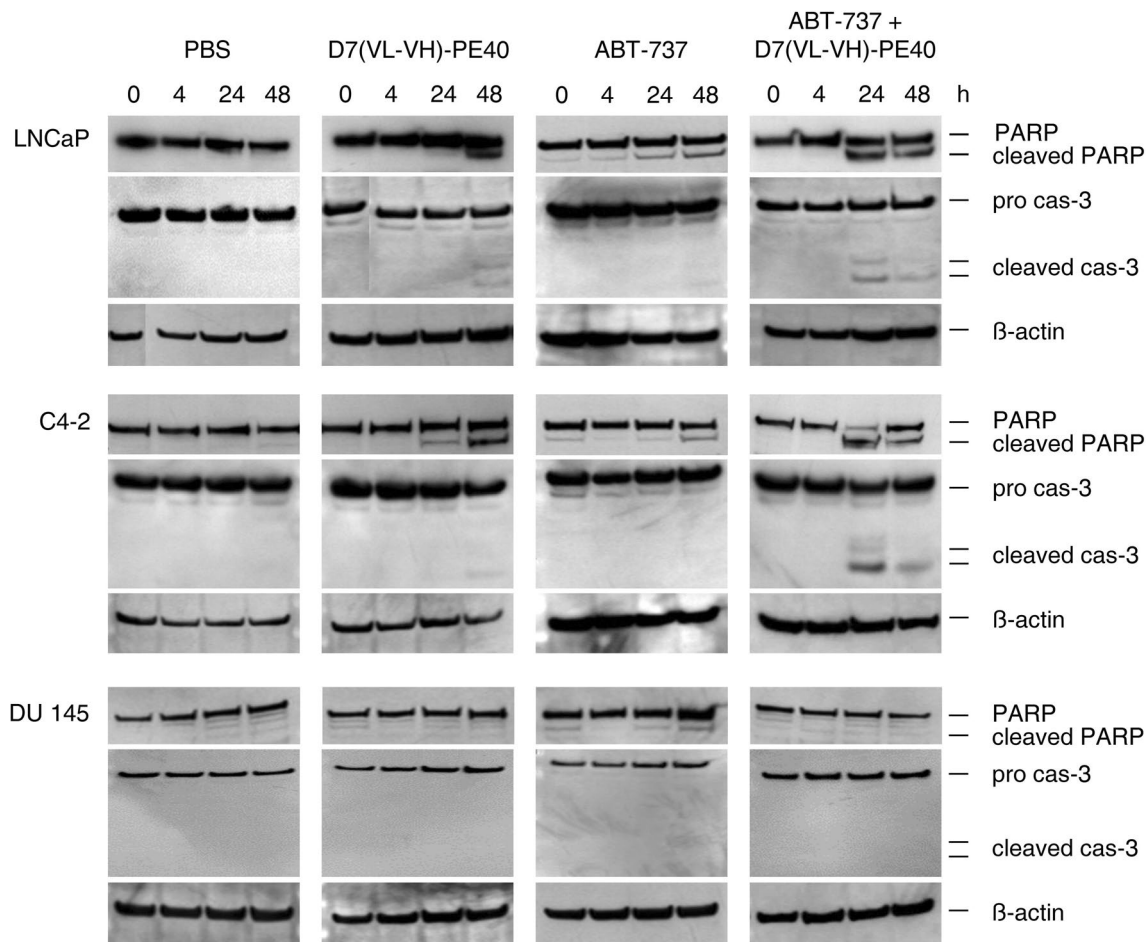 PBS
D7(VL-VH)-PE40
ABT-737
ABT-737 +
D7(VL-VH)-PE40
0 4 24 48 0 4 24 48 0 4 24 48 0 4 24 48 h
LNCaP
PARP
cleaved PARP
pro cas-3
cleaved cas-3
ß-actin
C4-2
PARP
cleaved PARP
pro cas-3
cleaved cas-3
ß-actin
DU 145
PARP
cleaved PARP
pro cas-3
cleaved cas-3
ß-actin